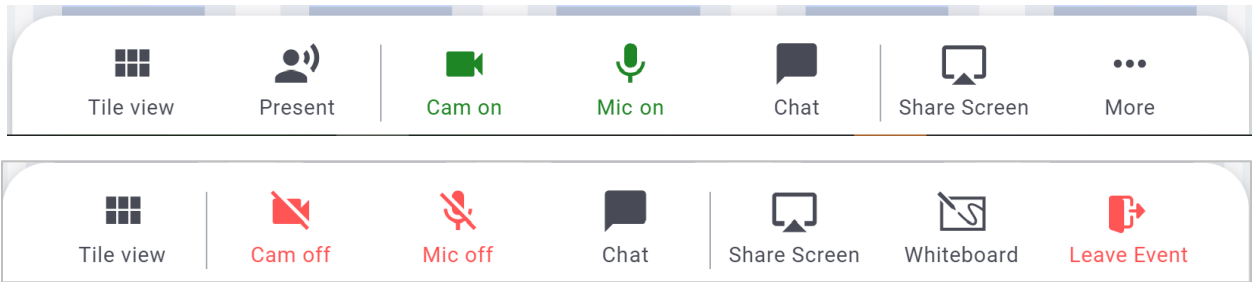 Tile view Present Cam on Mic on Chat Share Screen More
Tile view Cam off Mic off Chat Share Screen Whiteboard Leave Event